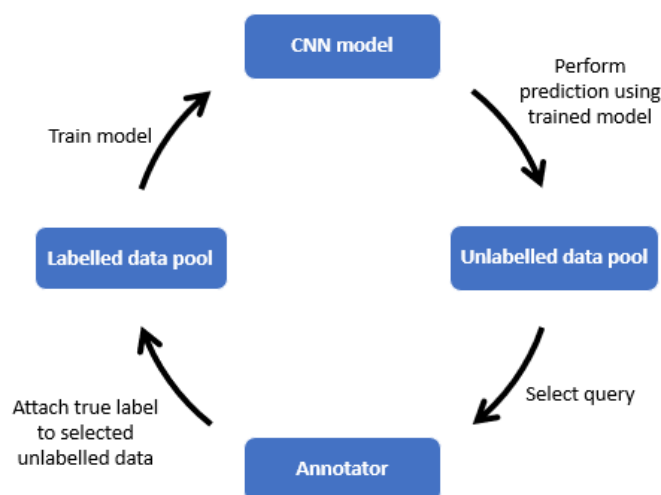 CNN model
Perform
prediction using
trained model
Train model
Labelled data pool
Unlabelled data pool
Select query
Attach true label
to selected
unlabelled data
Annotator